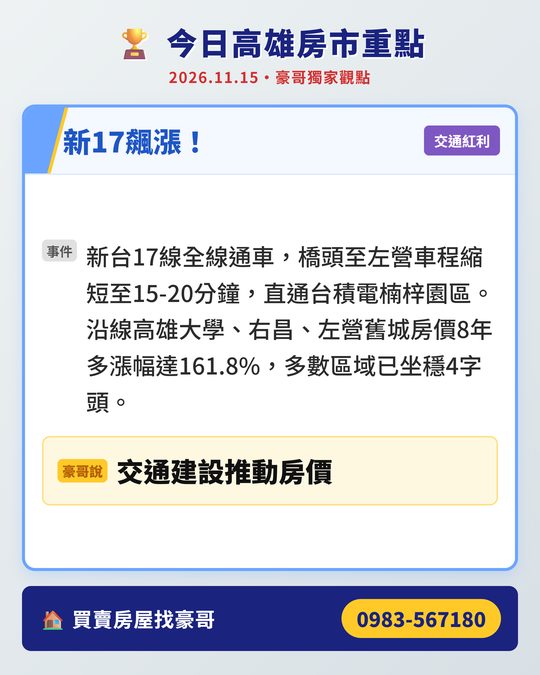 今日高雄房市重點
2026.11.15・豪哥獨家觀點
新17飆漲！
交通紅利
事件
新台17線全線通車，橋頭至左營車程縮
短至15-20分鐘，直通台積電楠梓園區。
沿線高雄大學、右昌、左營舊城房價8年
多漲幅達161.8%，多數區域已坐穩4字
頭。
豪哥說 交通建設推動房價
買賣房屋找豪哥
0983-567180